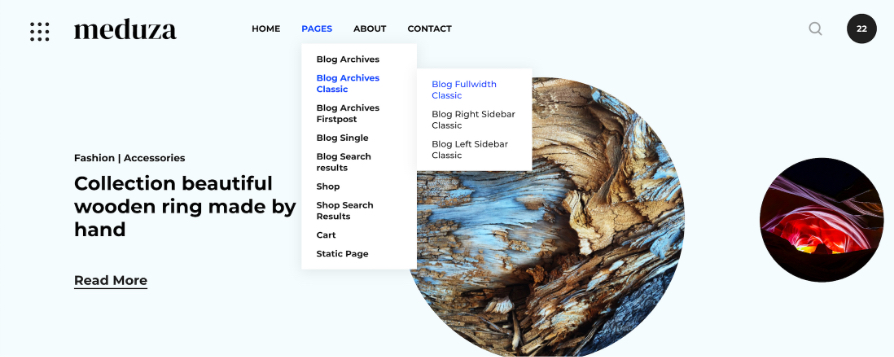 meduza
HOME PAGES ABOUT CONTACT
22
Blog Archives
Blog Archives
Classic
Blog Archives
Firstpost
Blog Single
Blog Search
results
Shop
Shop Search
Results
Cart
Static Page
Blog Fullwidth
Classic
Blog Right Sidebar
Classic
Blog Left Sidebar
Classic
Fashion | Accessories
Collection beautiful
wooden ring made by
hand
Read More